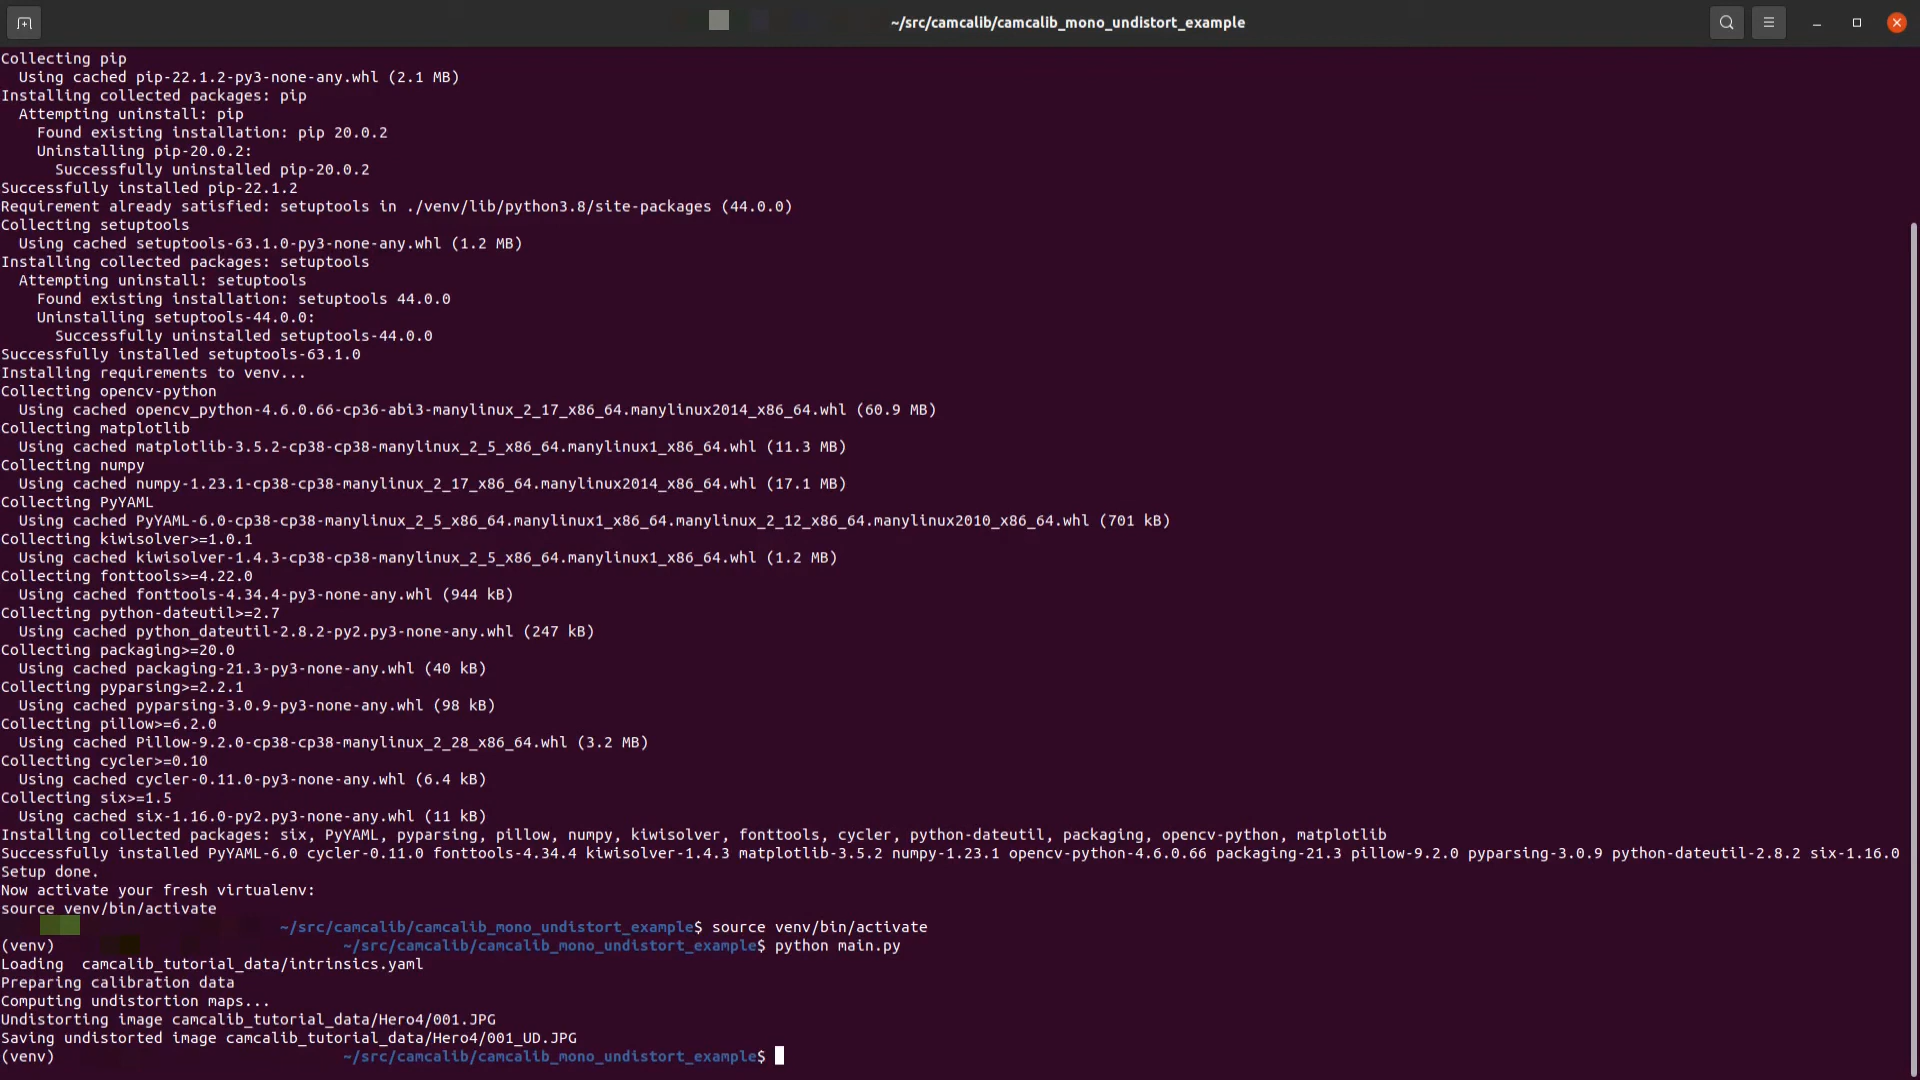 ~/src/camcalib/camcalib_mono_undistort_example
Collecting pip
  Using cached pip-22.1.2-py3-none-any.whl (2.1 MB)
Installing collected packages: pip
  Attempting uninstall: pip
    Found existing installation: pip 20.0.2
    Uninstalling pip-20.0.2:
      Successfully uninstalled pip-20.0.2
Successfully installed pip-22.1.2
Requirement already satisfied: setuptools in ./venv/lib/python3.8/site-packages (44.0.0)
Collecting setuptools
  Using cached setuptools-63.1.0-py3-none-any.whl (1.2 MB)
Installing collected packages: setuptools
  Attempting uninstall: setuptools
    Found existing installation: setuptools 44.0.0
    Uninstalling setuptools-44.0.0:
      Successfully uninstalled setuptools-44.0.0
Successfully installed setuptools-63.1.0
Installing requirements to venv...
Collecting opencv-python
  Using cached opencv_python-4.6.0.66-cp36-abi3-manylinux_2_17_x86_64.manylinux2014_x86_64.whl (60.9 MB)
Collecting matplotlib
  Using cached matplotlib-3.5.2-cp38-cp38-manylinux_2_5_x86_64.manylinux1_x86_64.whl (11.3 MB)
Collecting numpy
  Using cached numpy-1.23.1-cp38-cp38-manylinux_2_17_x86_64.manylinux2014_x86_64.whl (17.1 MB)
Collecting PyYAML
  Using cached PyYAML-6.0-cp38-cp38-manylinux_2_5_x86_64.manylinux1_x86_64.manylinux_2_12_x86_64.manylinux2010_x86_64.whl (701 kB)
Collecting kiwisolver>=1.0.1
  Using cached kiwisolver-1.4.3-cp38-cp38-manylinux_2_5_x86_64.manylinux1_x86_64.whl (1.2 MB)
Collecting fonttools>=4.22.0
  Using cached fonttools-4.34.4-py3-none-any.whl (944 kB)
Collecting python-dateutil>=2.7
  Using cached python_dateutil-2.8.2-py2.py3-none-any.whl (247 kB)
Collecting packaging>=20.0
  Using cached packaging-21.3-py3-none-any.whl (40 kB)
Collecting pyparsing>=2.2.1
  Using cached pyparsing-3.0.9-py3-none-any.whl (98 kB)
Collecting pillow>=6.2.0
  Using cached Pillow-9.2.0-cp38-cp38-manylinux_2_28_x86_64.whl (3.2 MB)
Collecting cycler>=0.10
  Using cached cycler-0.11.0-py3-none-any.whl (6.4 kB)
Collecting six>=1.5
  Using cached six-1.16.0-py2.py3-none-any.whl (11 kB)
Installing collected packages: six, PyYAML, pyparsing, pillow, numpy, kiwisolver, fonttools, cycler, python-dateutil, packaging, opencv-python, matplotlib
Successfully installed PyYAML-6.0 cycler-0.11.0 fonttools-4.34.4 kiwisolver-1.4.3 matplotlib-3.5.2 numpy-1.23.1 opencv-python-4.6.0.66 packaging-21.3 pillow-9.2.0 pyparsing-3.0.9 python-dateutil-2.8.2 six-1.16.0
Setup done.
Now activate your fresh virtualenv:
source venv/bin/activate
~/src/camcalib/camcalib_mono_undistort_example$ source venv/bin/activate
(venv) ~/src/camcalib/camcalib_mono_undistort_example$ python main.py
Loading  camcalib_tutorial_data/intrinsics.yaml
Preparing calibration data
Computing undistortion maps...
Undistorting image camcalib_tutorial_data/Hero4/001.JPG
Saving undistorted image camcalib_tutorial_data/Hero4/001_UD.JPG
(venv) ~/src/camcalib/camcalib_mono_undistort_example$